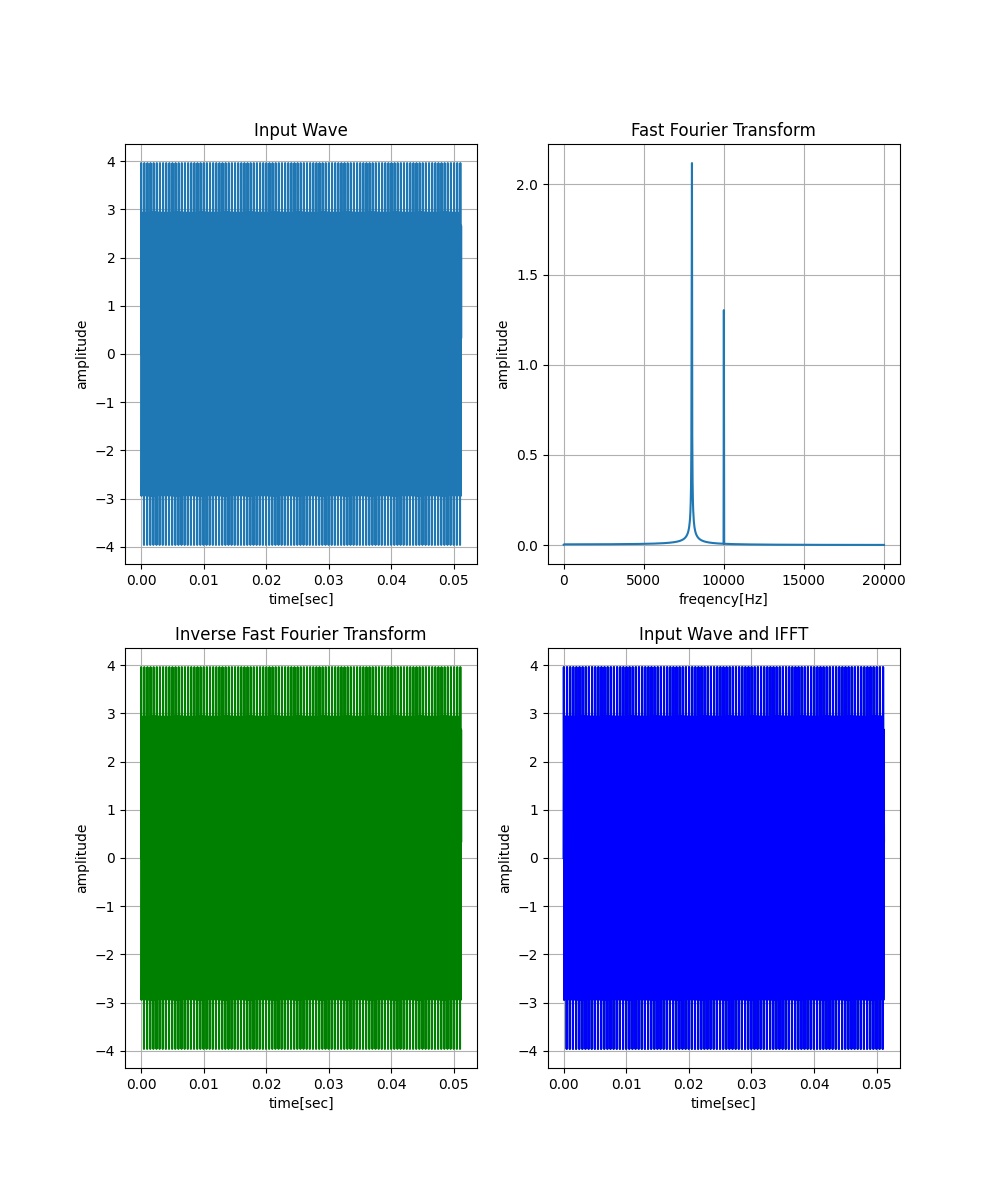 Input Wave
amplitude
4
3
2
1
0
−1
−2
−3
−4
0.00 0.01 0.02 0.03 0.04 0.05
time[sec]
Fast Fourier Transform
amplitude
2.0
1.5
1.0
0.5
0.0
0 5000 10000 15000 20000
freqency[Hz]
Inverse Fast Fourier Transform
amplitude
4
3
2
1
0
−1
−2
−3
−4
0.00 0.01 0.02 0.03 0.04 0.05
time[sec]
Input Wave and IFFT
amplitude
4
3
2
1
0
−1
−2
−3
−4
0.00 0.01 0.02 0.03 0.04 0.05
time[sec]